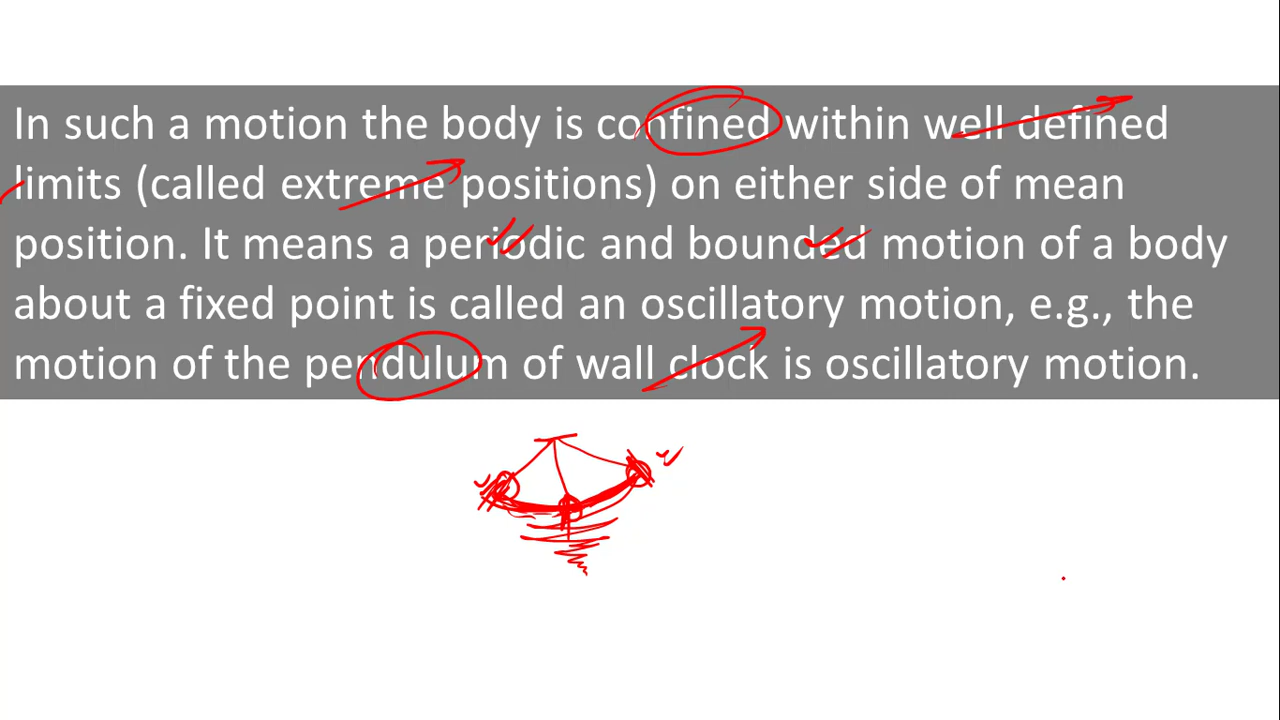 In such a motion the body is confined within well defined
limits (called extreme positions) on either side of mean
position. It means a periodic and bounded motion of a body
about a fixed point is called an oscillatory motion, e.g., the
motion of the pendulum of wall clock is oscillatory motion.